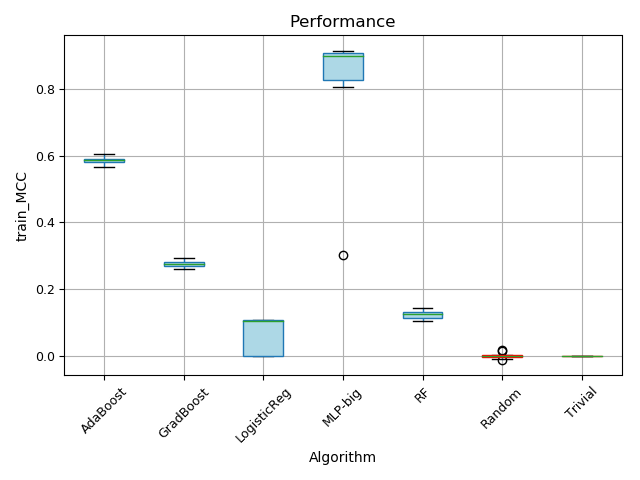 Performance
train_MCC
0.8
0.6
0.4
0.2
0.0
AdaBoost
GradBoost
LogisticReg
MLP-big
RF
Random
Trivial
Algorithm